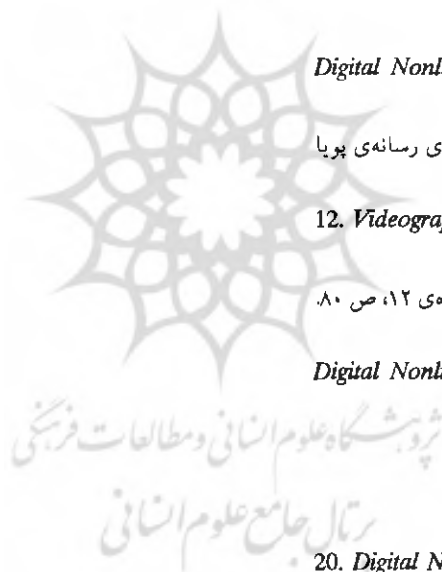 Digital Nonl
ی رسانه‌ی پویا
12. Videograp
ه‌ی ۱۲، ص ۸۰.
Digital Nonl
پژوهشگاه علوم انسانی و مطالعات فرهنگی
پرتال جامع علوم انسانی
20. Digital N